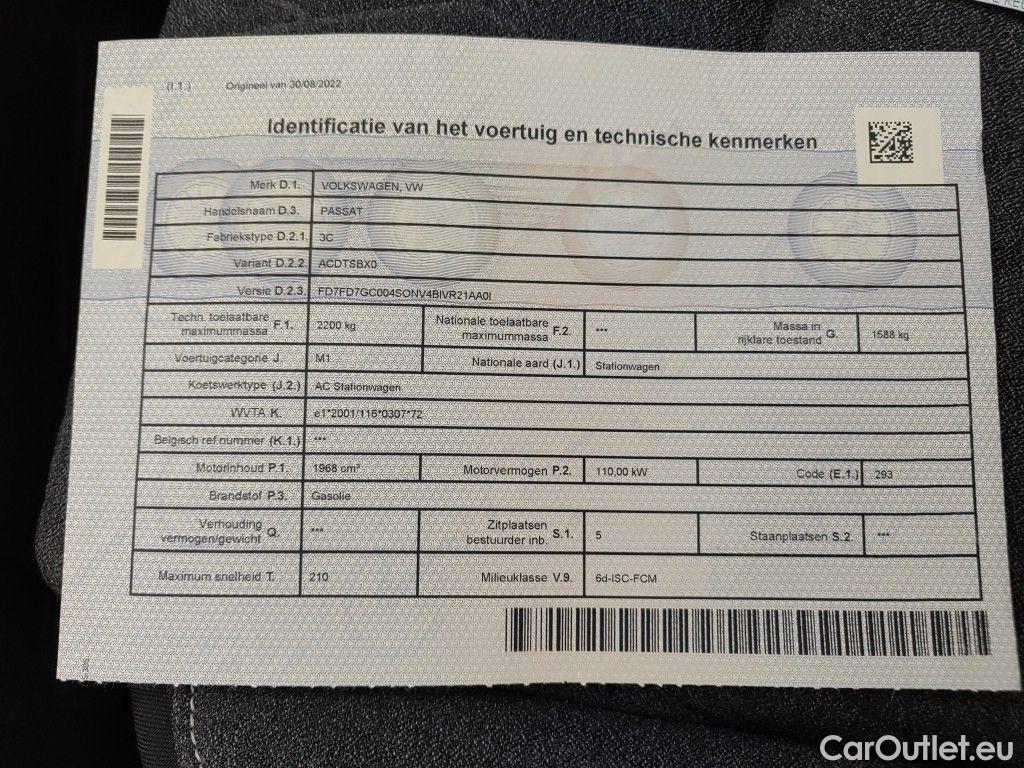 (I.1.) Origineel van 30/08/2022
Identificatie van het voertuig en technische kenmerken
Merk D.1. VOLKSWAGEN, VW
Handelsnaam D.3. PASSAT
Fabriekstype D.2.1. 3C
Variant D.2.2. ACDTSBX0
Versie D.2.3. FD7FD7GC004SONV4BIVR21AA0I
Techn. toelaatbare maximummassa F.1. 2200 kg Nationale toelaatbare maximummassa F.2. *** Massa in rijklare toestand G. 1588 kg
Voertuigcategorie J. M1 Nationale aard (J.1.) Stationwagen
Koetswerktype (J.2.) AC Stationwagen
WVTA K. e1*2001/116*0307*72
Belgisch ref nummer (K.1.) ***
Motorinhoud P.1. 1968 cm³ Motorvermogen P.2. 110,00 kW Code (E.1.) 293
Brandstof P.3. Gasolie
Verhouding vermogen/gewicht Q. *** Zitplaatsen bestuurder inb. S.1. 5 Staanplaatsen S.2. ***
Maximum snelheid T. 210 Milieuklasse V.9. 6d-ISC-FCM
CarOutlet.eu